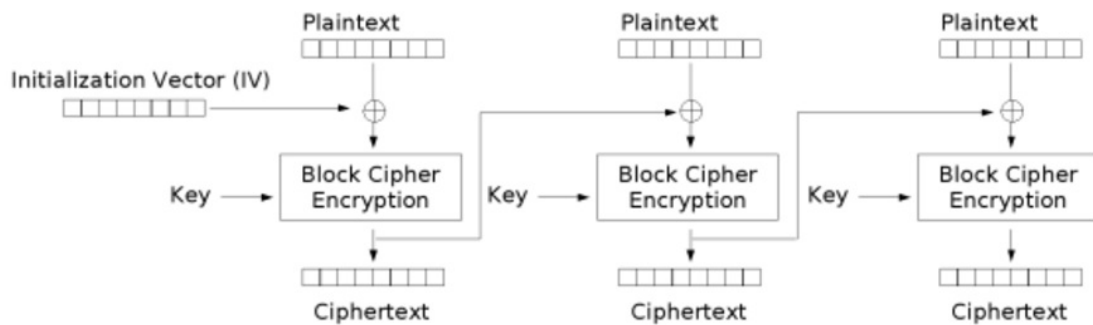 Plaintext
Plaintext
Plaintext
Initialization Vector (IV)
Key
Block Cipher
Encryption
Key
Block Cipher
Encryption
Key
Block Cipher
Encryption
Ciphertext
Ciphertext
Ciphertext